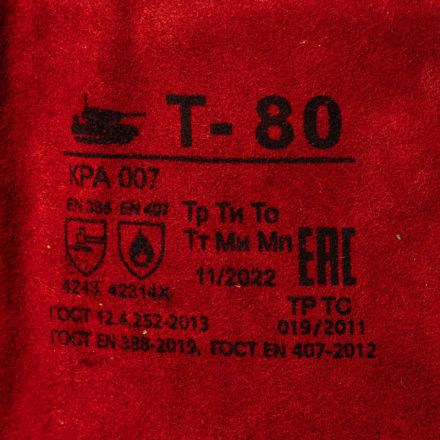 Т-80
КРА 007
EN 388 EN 407
Тр Ти То
Тт Ми Мп
4243 42314X
11/2022
EAC
ТР ТС
019/2011
ГОСТ 12.4.252-2013
ГОСТ EN 388-2019, ГОСТ EN 407-2012